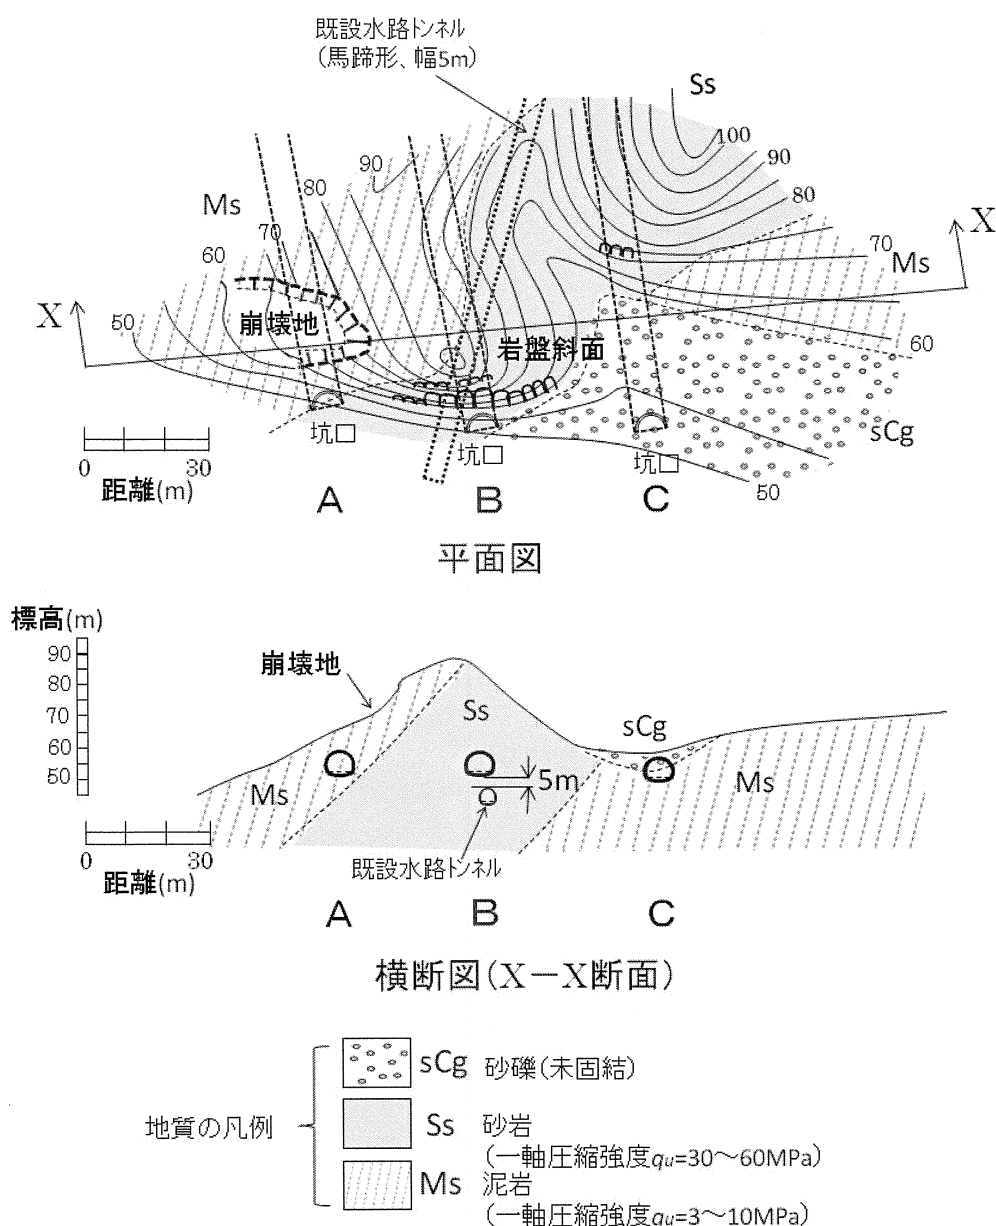 既設水路トンネル
(馬蹄形、幅5m)
Ss
100
90
80
70
Ms
60
X
90
80
70
60
50
Ms
X
崩壊地
岩盤斜面
坑口
坑口
坑口
sCg
50
0 30
距離(m)
A
B
C
平面図
標高(m)
90
80
70
60
50
崩壊地
Ss
sCg
Ms
Ms
5m
既設水路トンネル
0 30
距離(m)
A
B
C
横断図(X-X断面)
地質の凡例
sCg 砂礫(未固結)
Ss 砂岩
(一軸圧縮強度qu=30~60MPa)
Ms 泥岩
(一軸圧縮強度qu=3~10MPa)